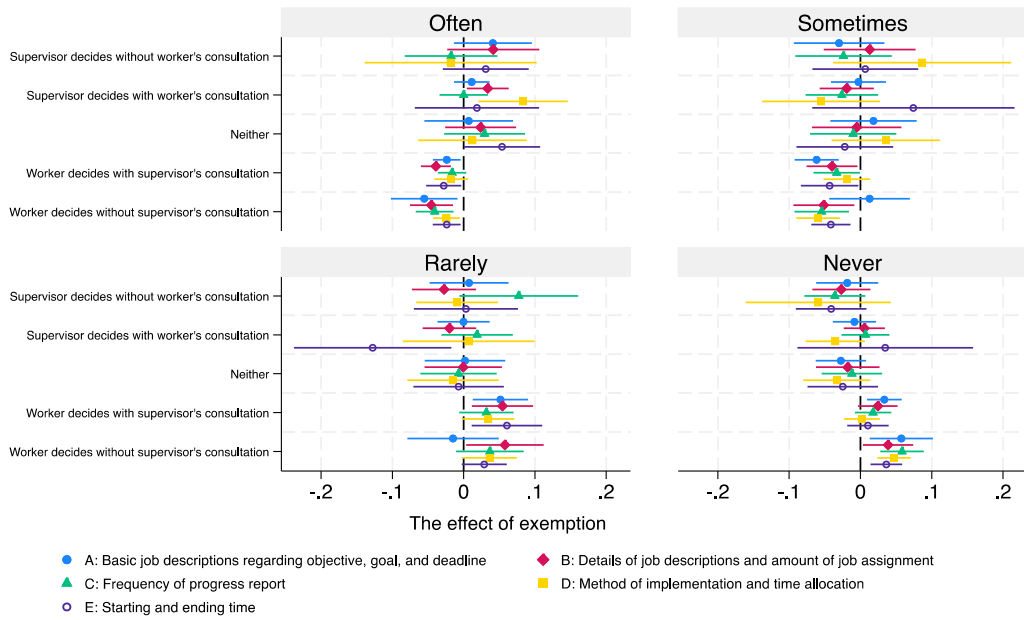 Often
Sometimes
Supervisor decides without worker's consultation
Supervisor decides with worker's consultation
Neither
Worker decides with supervisor's consultation
Worker decides without supervisor's consultation
Rarely
Never
Supervisor decides without worker's consultation
Supervisor decides with worker's consultation
Neither
Worker decides with supervisor's consultation
Worker decides without supervisor's consultation
-.2 -.1 0 .1 .2
-.2 -.1 0 .1 .2
The effect of exemption
A: Basic job descriptions regarding objective, goal, and deadline
B: Details of job descriptions and amount of job assignment
C: Frequency of progress report
D: Method of implementation and time allocation
E: Starting and ending time